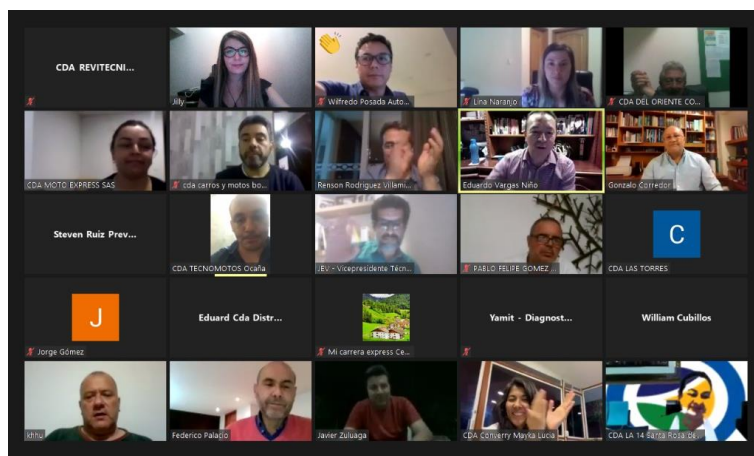 CDA REVITECNI...
Jilly
Wilfredo Posada Auto...
Lina Naranjo
CDA DEL ORIENTE CO...
CDA MOTO EXPRESS SAS
cda carros y motos bo...
Renson Rodriguez Villami...
Eduardo Vargas Niño
Gonzalo Corredor
Steven Ruiz Prev...
CDA TECNOMOTOS Ocaña
JEV - Vicepresidente Técn...
PABLO FELIPE GOMEZ ...
C
CDA LAS TORRES
J
Jorge Gómez
Eduard Cda Distr...
Mi carrera express Ce...
Yamit - Diagnost...
William Cubillos
khhu
Federico Palacio
Javier Zuluaga
CDA Converry Mayka Lucia
CDA LA 14 Santa Rosa de